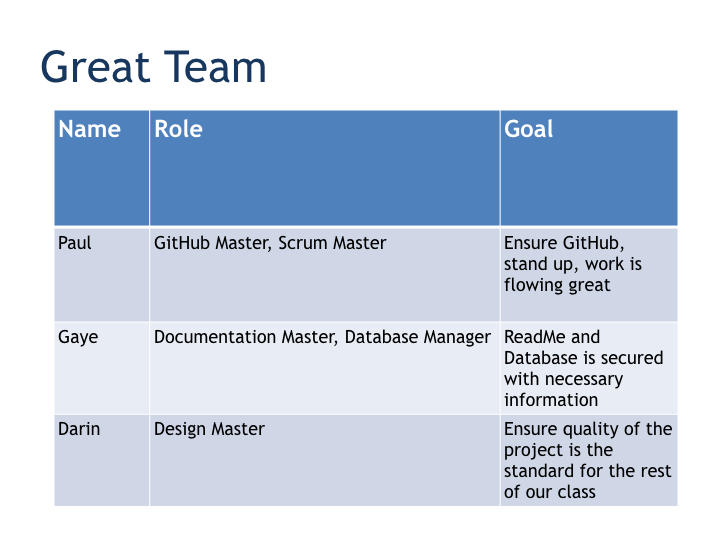 Great Team
Name Role Goal
Paul GitHub Master, Scrum Master Ensure GitHub,
stand up, work is
flowing great
Gaye Documentation Master, Database Manager ReadMe and
Database is secured
with necessary
information
Darin Design Master Ensure quality of the
project is the
standard for the rest
of our class